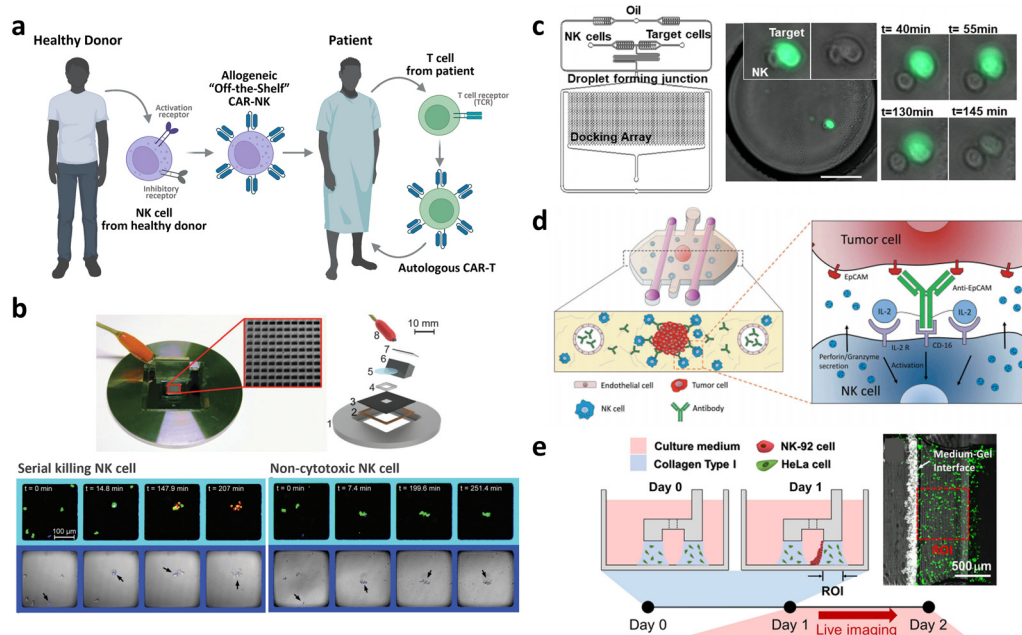 a
Healthy Donor
Activation
receptor
Inhibitory
receptor
NK cell
from healthy donor
Allogeneic
“Off-the-Shelf”
CAR-NK
Patient
T cell
from patient
T cell receptor
(TCR)
Autologous CAR-T
b
10 mm
8
7
6
5
4
3
2
1
Serial killing NK cell
t = 0 min
t = 14.8 min
t = 147.9 min
t = 207 min
100 µm
Non-cytotoxic NK cell
t = 0 min
t = 7.4 min
t = 199.6 min
t = 251.4 min
c
Oil
NK cells
Target cells
Droplet forming junction
Docking Array
Target
NK
t= 40min
t= 55min
t=130min
t=145 min
d
Endothelial cell
Tumor cell
NK cell
Antibody
Tumor cell
EpCAM
Anti-EpCAM
IL-2
IL-2
IL-2 R
CD-16
Perforin/Granzyme
secretion
Activation
NK cell
e
Culture medium
NK-92 cell
Collagen Type I
HeLa cell
Day 0
Day 1
ROI
Medium-Gel
Interface
ROI
500 µm
Day 0
Day 1
Live imaging
Day 2